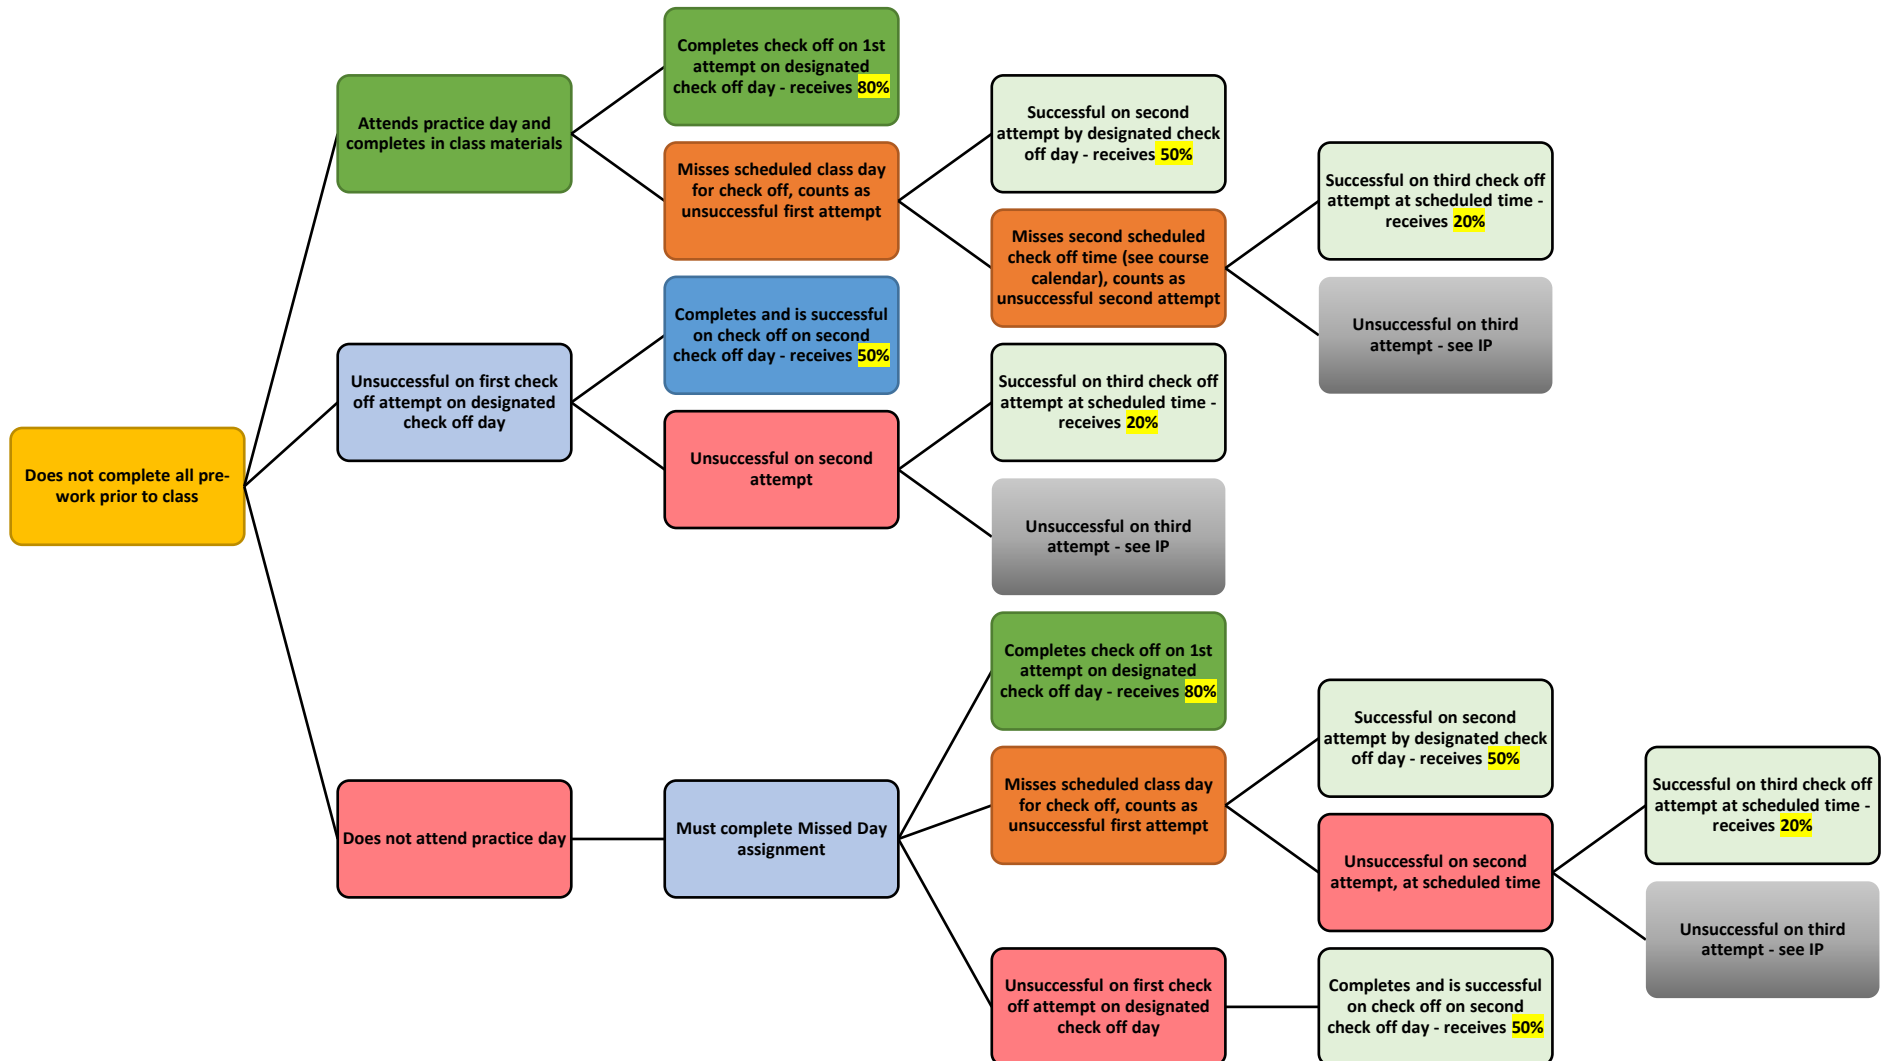 Completes check off on 1st
attempt on designated
check off day - receives 80%
Attends practice day and
completes in class materials
Successful on second
attempt by designated check
off day - receives 50%
Misses scheduled class day
for check off, counts as
unsuccessful first attempt
Successful on third check off
attempt at scheduled time -
receives 20%
Misses second scheduled
check off time (see course
calendar), counts as
unsuccessful second attempt
Unsuccessful on third
attempt - see IP
Completes and is successful
on check off on second
check off day - receives 50%
Unsuccessful on first check
off attempt on designated
check off day
Successful on third check off
attempt at scheduled time -
receives 20%
Unsuccessful on second
attempt
Does not complete all pre-
work prior to class
Unsuccessful on third
attempt - see IP
Completes check off on 1st
attempt on designated
check off day - receives 80%
Successful on second
attempt by designated check
off day - receives 50%
Misses scheduled class day
for check off, counts as
unsuccessful first attempt
Successful on third check off
attempt at scheduled time -
receives 20%
Does not attend practice day
Must complete Missed Day
assignment
Unsuccessful on second
attempt, at scheduled time
Unsuccessful on third
attempt - see IP
Unsuccessful on first check
off attempt on designated
check off day
Completes and is successful
on check off on second
check off day - receives 50%